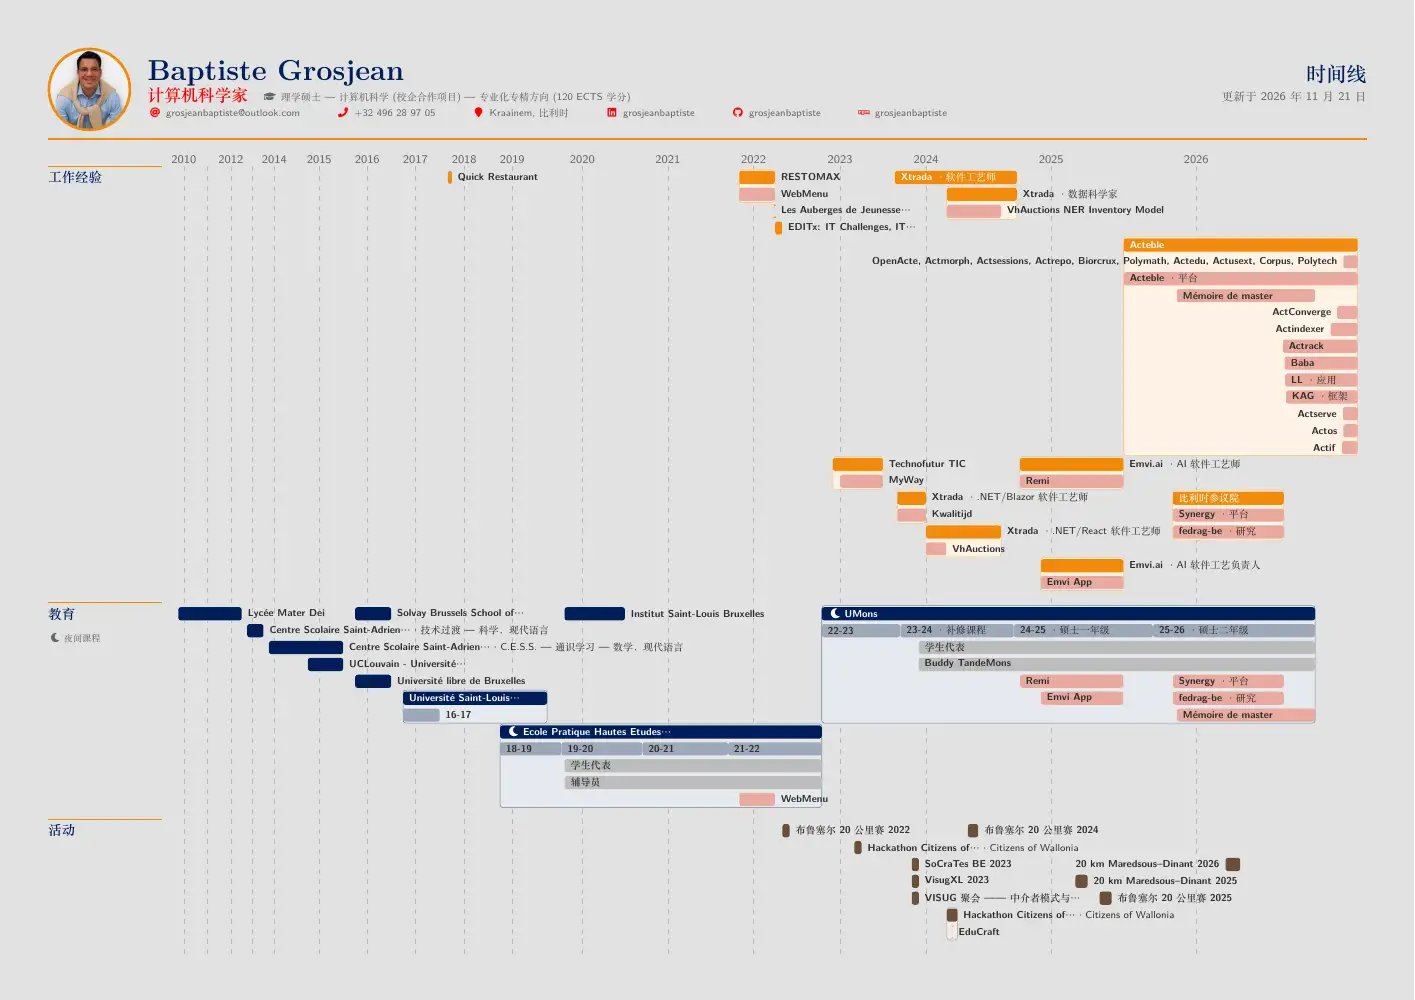 Baptiste Grosjean
时间线
计算机科学家 理学硕士 — 计算机科学 (校企合作项目) — 专业化专精方向 (120 ECTS 学分)
更新于 2026 年 11 月 21 日
grosjeanbaptiste@outlook.com +32 496 28 97 05 Kraainem, 比利时 grosjeanbaptiste grosjeanbaptiste grosjeanbaptiste
2010 2012 2014 2015 2016 2017 2018 2019 2020 2021 2022 2023 2024 2025 2026
工作经验
Quick Restaurant RESTOMAX Xtrada · 软件工艺师
WebMenu Xtrada · 数据科学家
Les Auberges de Jeunesse··· VhAuctions NER Inventory Model
EDITx: IT Challenges, IT···
Acteble
OpenActe, Actmorph, Actsessions, Actrepo, Biorcrux, Polymath, Actedu, Actusext, Corpus, Polytech
Acteble · 平台
Mémoire de master
ActConverge
Actindexer
Actrack
Baba
LL · 应用
KAG · 框架
Actserve
Actos
Actif
Technofutur TIC Emvi.ai · AI 软件工艺师
MyWay Remi
Xtrada · .NET/Blazor 软件工艺师 比利时参议院
Kwalitijd Synergy · 平台
Xtrada · .NET/React 软件工艺师 fedrag-be · 研究
VhAuctions
Emvi.ai · AI 软件工艺负责人
Emvi App
教育
Lycée Mater Dei Solvay Brussels School of··· Institut Saint-Louis Bruxelles UMons
Centre Scolaire Saint-Adrien··· · 技术过渡 — 科学．现代语言 22-23 23-24 · 补修课程 24-25 · 硕士一年级 25-26 · 硕士二年级
夜间课程
Centre Scolaire Saint-Adrien··· · C.E.S.S. — 通识学习 — 数学．现代语言 学生代表
UCLouvain - Université··· Buddy TandeMons
Université libre de Bruxelles Remi Synergy · 平台
Université Saint-Louis··· Emvi App fedrag-be · 研究
16-17 Mémoire de master
Ecole Pratique Hautes Etudes···
18-19 19-20 20-21 21-22
学生代表
辅导员
WebMenu
活动
布鲁塞尔 20 公里赛 2022 布鲁塞尔 20 公里赛 2024
Hackathon Citizens of··· · Citizens of Wallonia
SoCraTes BE 2023 20 km Maredsous–Dinant 2026
VisugXL 2023 20 km Maredsous–Dinant 2025
VISUG 聚会 —— 中介者模式与··· 布鲁塞尔 20 公里赛 2025
Hackathon Citizens of··· · Citizens of Wallonia
EduCraft